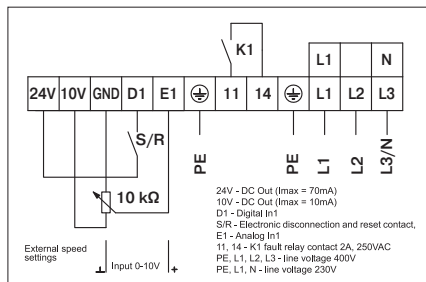 K1
L1 N
24V 10V GND D1 E1 11 14 L1 L2 L3
S/R
PE PE L1 L2 L3/N
10 kΩ
24V - DC Out (Imax = 70mA)
10V - DC Out (Imax = 10mA)
D1 - Digital In1
S/R - Electronic disconnection and reset contact,
E1 - Analog In1
11, 14 - K1 fault relay contact 2A, 250VAC
PE, L1, L2, L3 - line voltage 400V
PE, L1, N - line voltage 230V
External speed
settings
⊥ Input 0-10V +